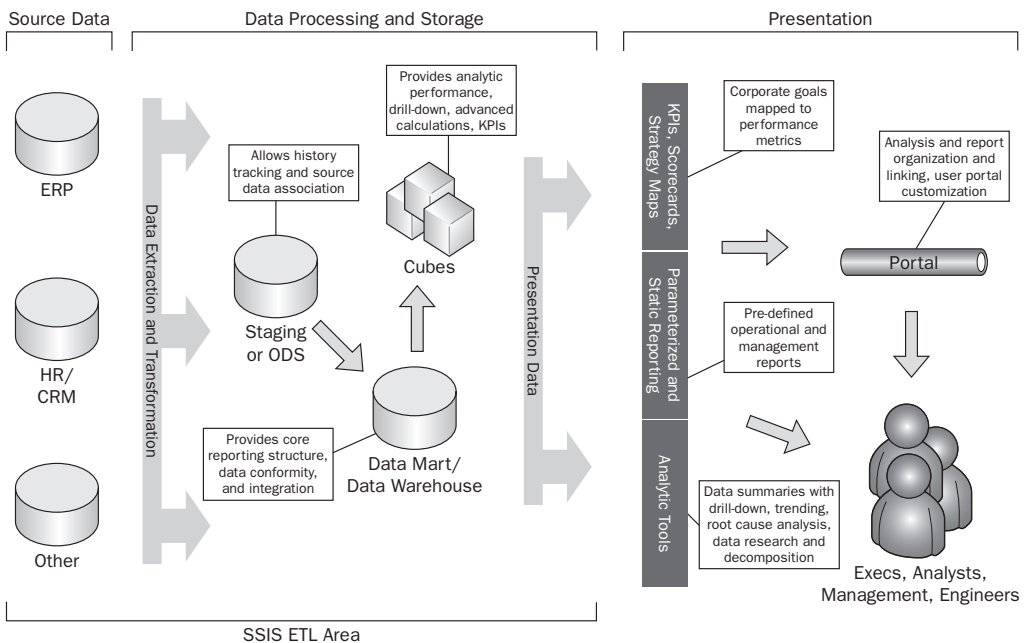 Source Data
Data Processing and Storage
Presentation
ERP
HR/
CRM
Other
Data Extraction and Transformation
Allows history
tracking and source
data association
Staging
or ODS
Provides analytic
performance,
drill-down, advanced
calculations, KPIs
Cubes
Provides core
reporting structure,
data conformity,
and integration
Data Mart/
Data Warehouse
Presentation Data
KPIs, Scorecards,
Strategy Maps
Corporate goals
mapped to
performance
metrics
Parameterized and
Static Reporting
Pre-defined
operational and
management
reports
Analytic Tools
Data summaries with
drill-down, trending,
root cause analysis,
data research and
decomposition
Analysis and report
organization and
linking, user portal
customization
Portal
Execs, Analysts,
Management, Engineers
SSIS ETL Area